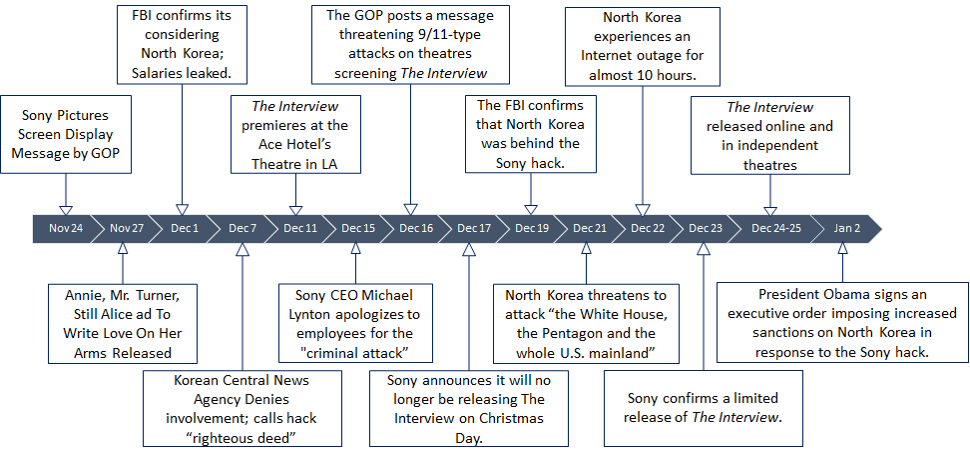 FBI confirms its
considering
North Korea;
Salaries leaked.
The GOP posts a message
threatening 9/11-type
attacks on theatres
screening The Interview
North Korea
experiences an
Internet outage for
almost 10 hours.
Sony Pictures
Screen Display
Message by GOP
The Interview
premieres at the
Ace Hotel's
Theatre in LA
The FBI confirms
that North Korea
was behind the
Sony hack.
The Interview
released online and
in independent
theatres
Nov 24
Nov 27
Dec 1
Dec 7
Dec 11
Dec 15
Dec 16
Dec 17
Dec 19
Dec 21
Dec 22
Dec 23
Dec 24-25
Jan 2
Annie, Mr. Turner,
Still Alice ad To
Write Love On Her
Arms Released
Sony CEO Michael
Lynton apologizes to
employees for the
"criminal attack”
North Korea threatens to
attack “the White House,
the Pentagon and the
whole U.S. mainland”
President Obama signs an
executive order imposing increased
sanctions on North Korea in
response to the Sony hack.
Korean Central News
Agency Denies
involvement; calls hack
“righteous deed”
Sony announces it will no
longer be releasing The
Interview on Christmas
Day.
Sony confirms a limited
release of The Interview.